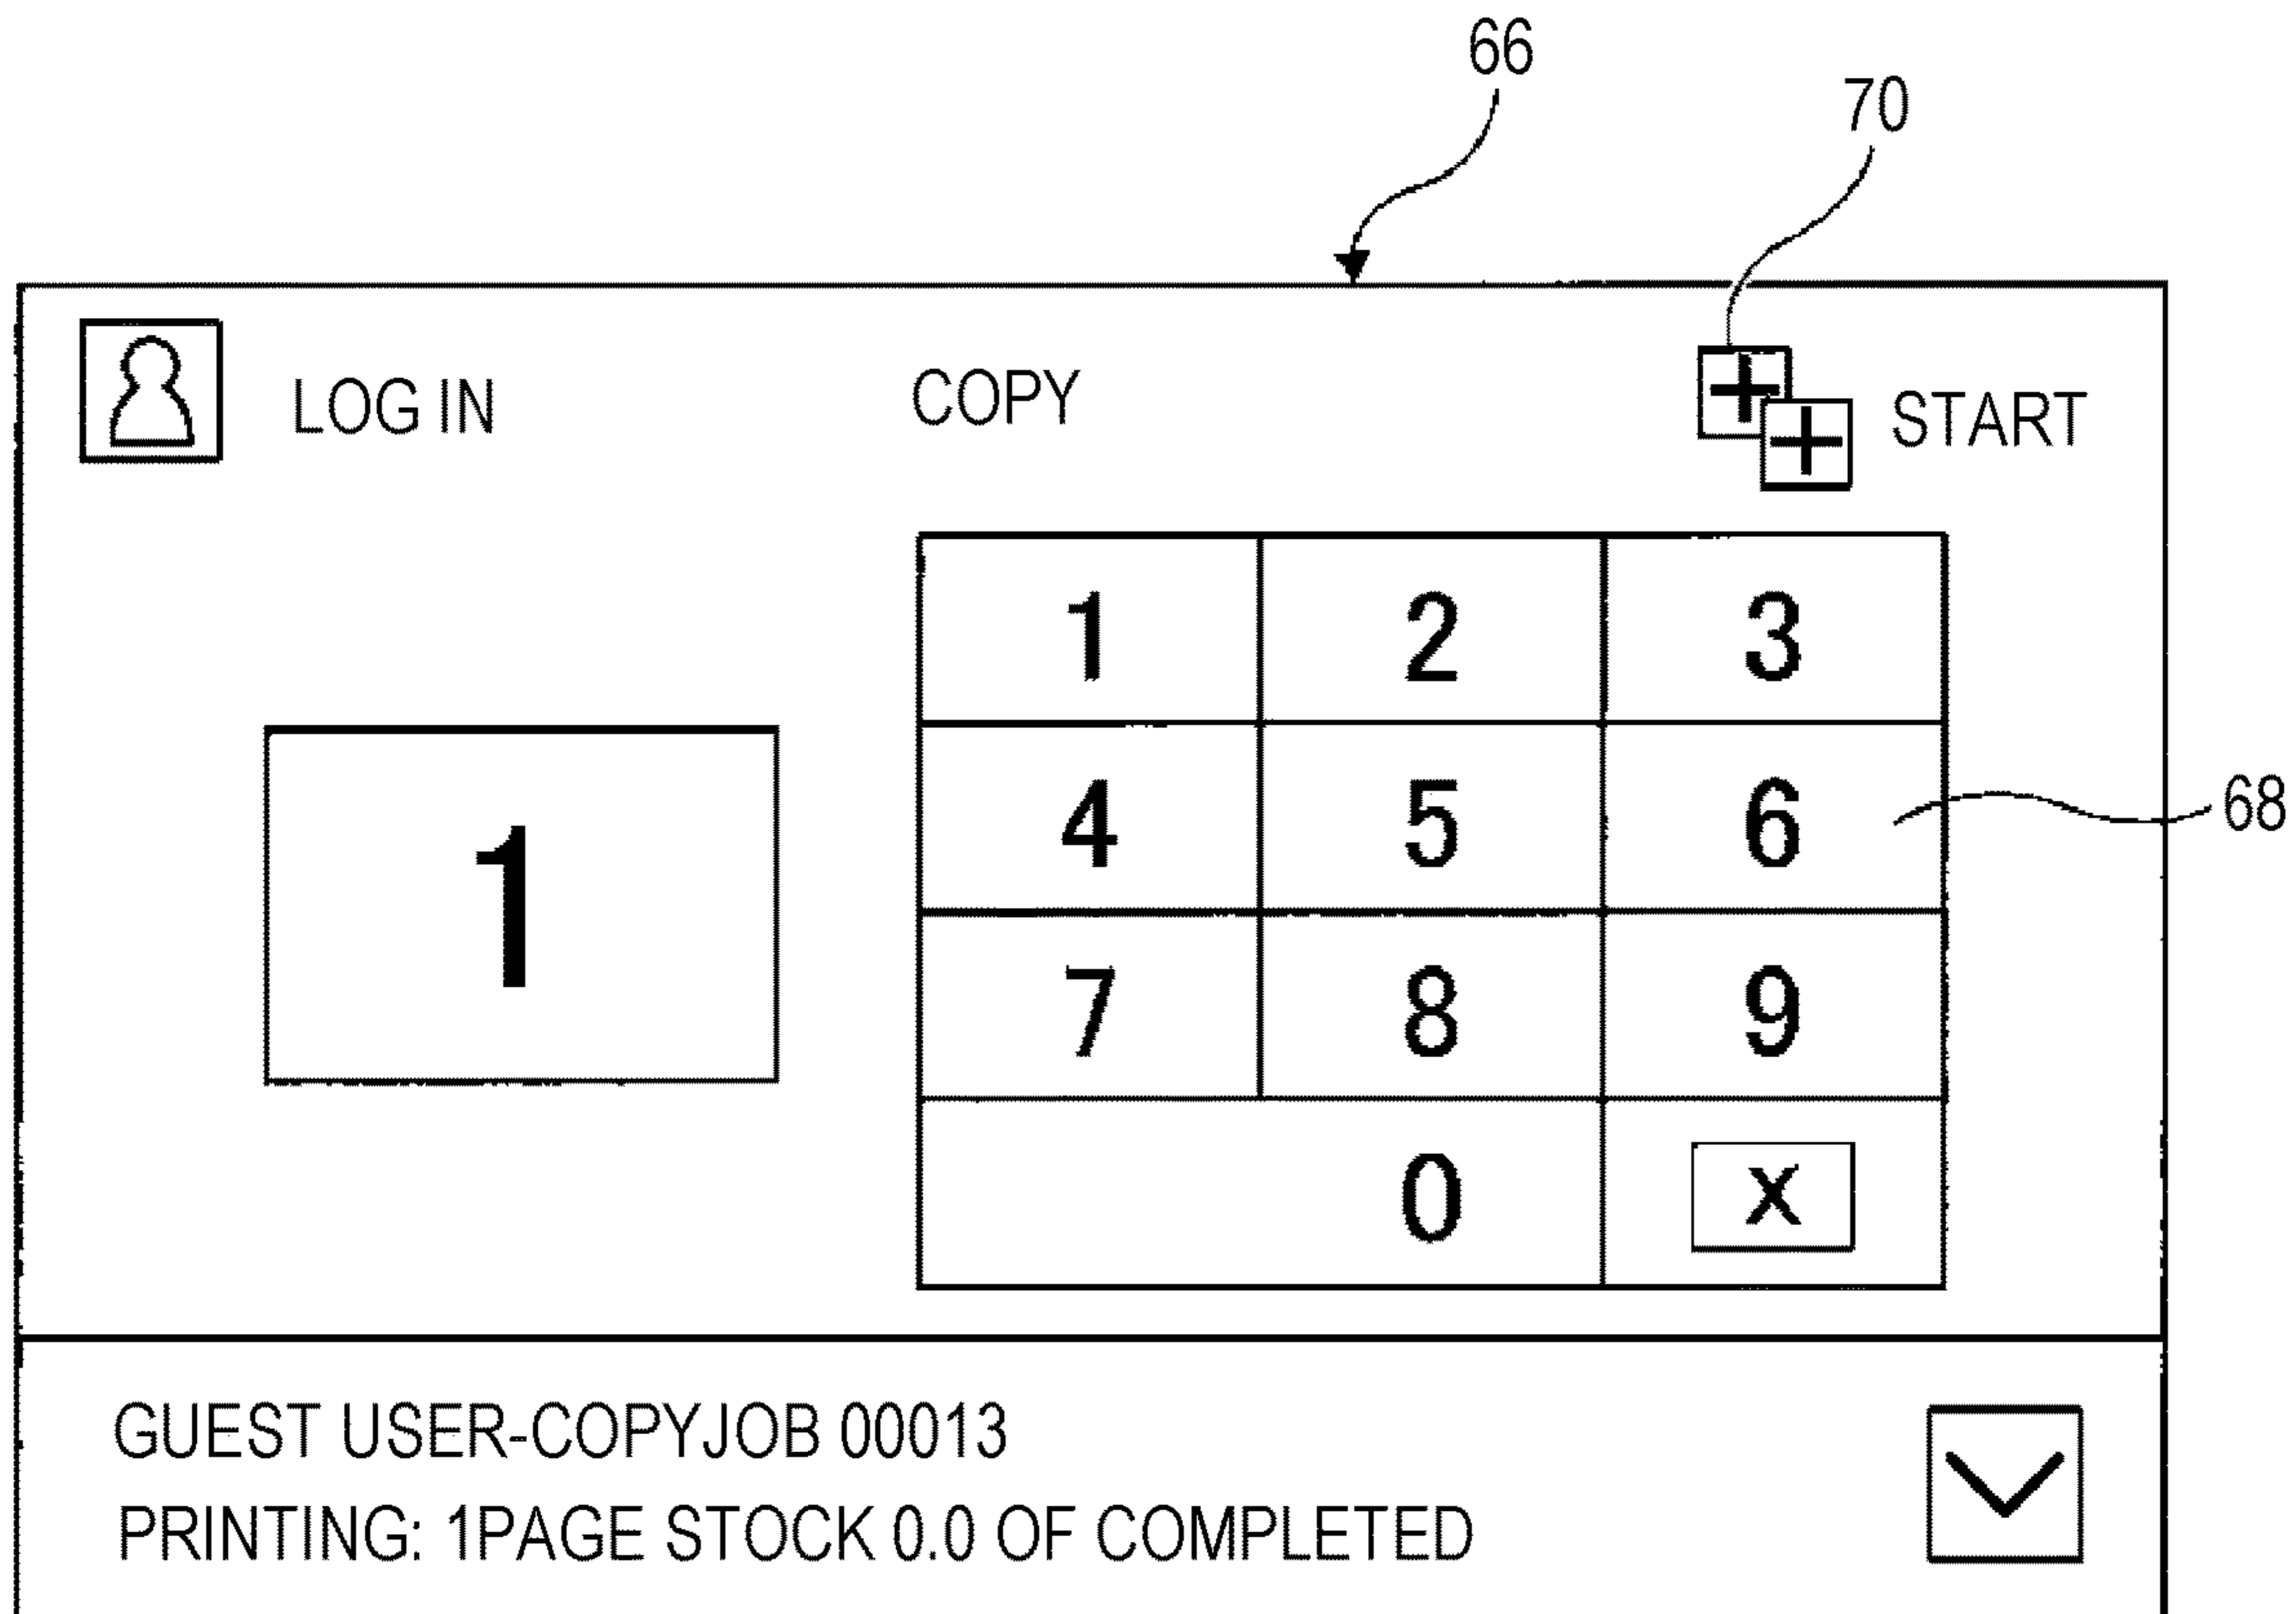 66
70
LOG IN COPY START
1 2 3
1
4 5 6 68
7 8 9
0 X
GUEST USER-COPYJOB 00013
PRINTING: 1PAGE STOCK 0.0 OF COMPLETED